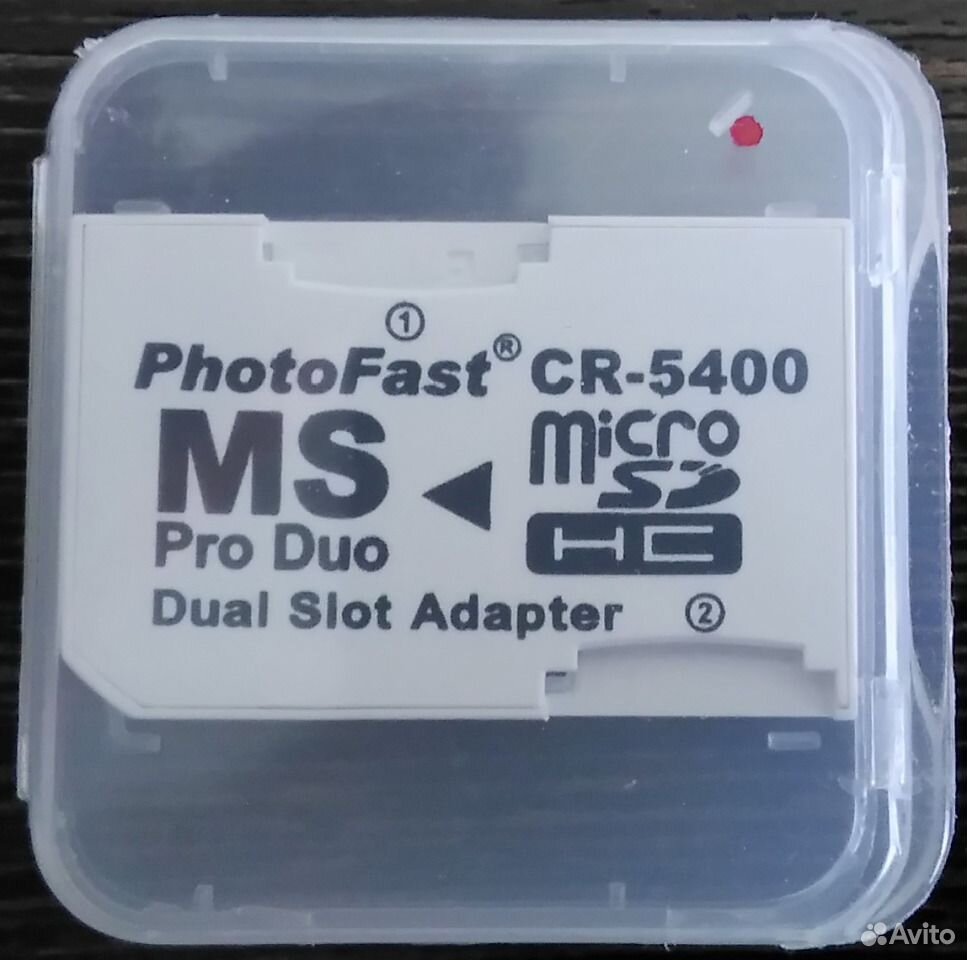 ①
PhotoFast® CR-5400
MS
Pro Duo
micro
SD
HC
Dual Slot Adapter ②
Avito